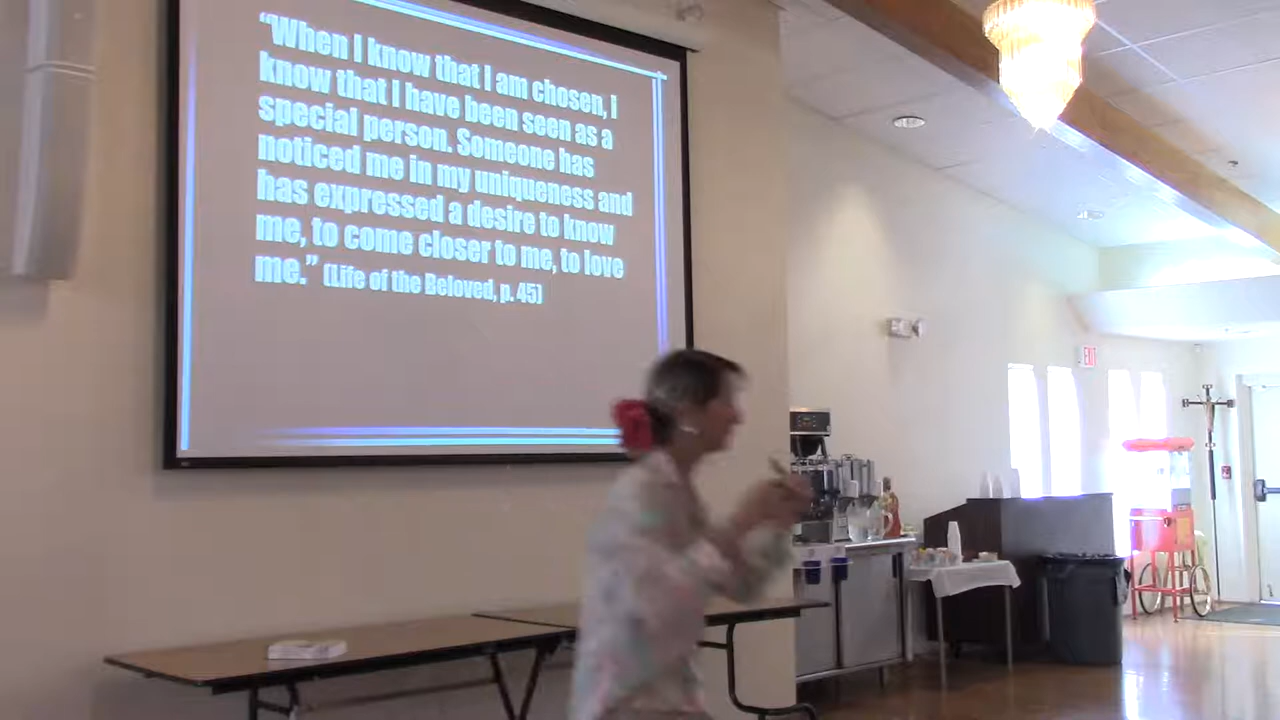 “When I know that I am chosen, I
know that I have been seen as a
special person. Someone has
noticed me in my uniqueness and
has expressed a desire to know
me, to come closer to me, to love
me.” (Life of the Beloved, p. 45)
EXIT